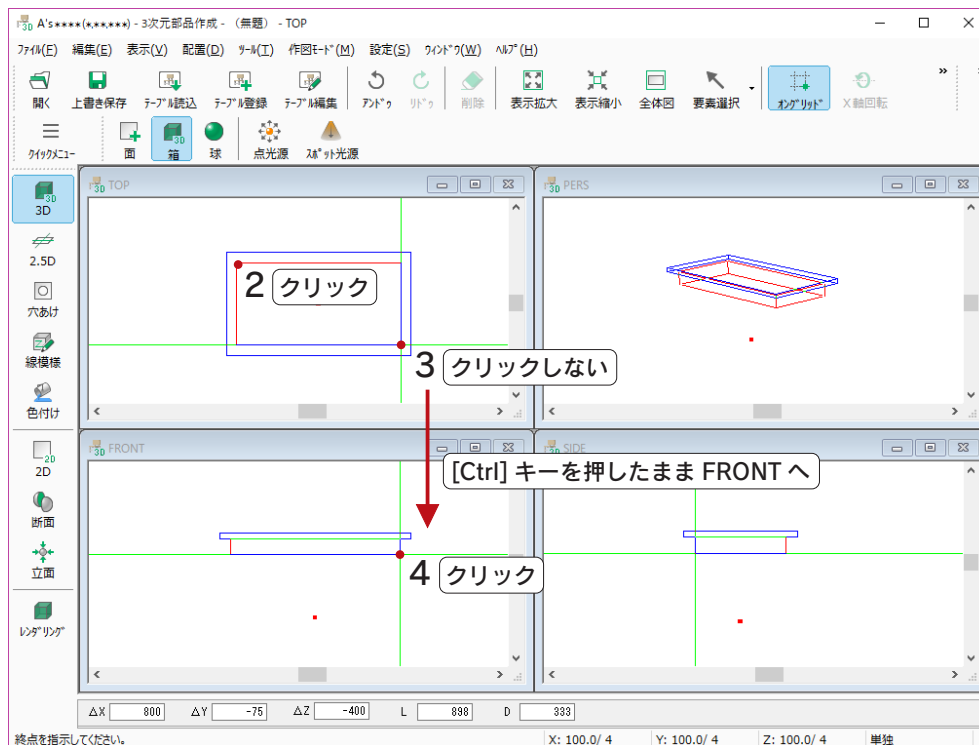 A's****(*,**,***) - 3次元部品作成 - （無題） - TOP
ﾌｧｲﾙ(F) 編集(E) 表示(V) 配置(D) ﾂｰﾙ(T) 作図ﾓｰﾄﾞ(M) 設定(S) ｳｨﾝﾄﾞｳ(W) ﾍﾙﾌﾟ(H)
開く 上書き保存 ﾃｰﾌﾞﾙ読込 ﾃｰﾌﾞﾙ登録 ﾃｰﾌﾞﾙ編集 ｱﾝﾄﾞｩ ﾘﾄﾞｩ 削除 表示拡大 表示縮小 全体図 要素選択 ｵﾝｸﾞﾘｯﾄﾞ X軸回転 »
ｸｲｯｸﾒﾆｭｰ 面 箱 球 点光源 ｽﾎﾟｯﾄ光源
3D
2.5D
穴あけ
線模様
色付け
2D
断面
立面
ﾚﾝﾀﾞﾘﾝｸﾞ
TOP
2 クリック
3 クリックしない
PERS
[Ctrl] キーを押したまま FRONT へ
FRONT
4 クリック
SIDE
ΔX 800 ΔY -75 ΔZ -400 L 898 D 333
終点を指示してください。 X: 100.0/ 4 Y: 100.0/ 4 Z: 100.0/ 4 単独